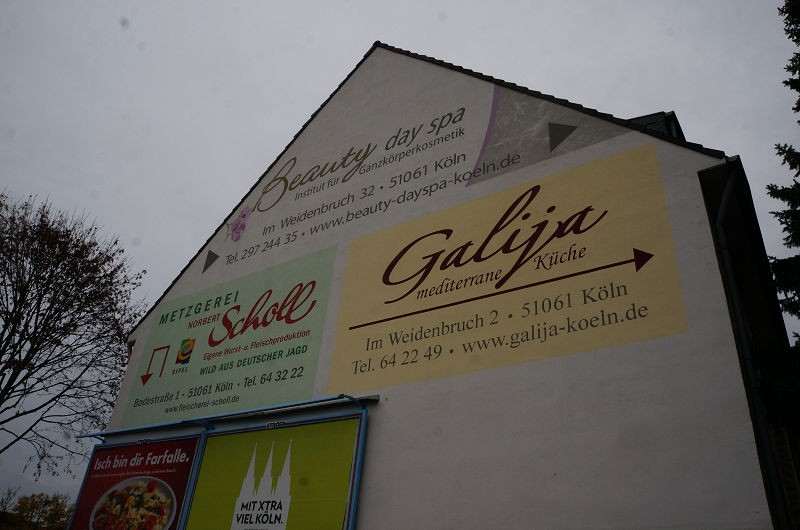 Beauty day spa
Institut für Ganzkörperkosmetik
Im Weidenbruch 32 • 51061 Köln
Tel. 297 244 35 • www.beauty-dayspa-koeln.de
METZGEREI
NORBERT
Scholl
Eigene Wurst- u. Fleischproduktion
EIFEL
WILD AUS DEUTSCHER JAGD
Bodestraße 1 • 51061 Köln • Tel. 64 32 22
www.fleischerei-scholl.de
Galija
mediterrane Küche
Im Weidenbruch 2 • 51061 Köln
Tel. 64 22 49 • www.galija-koeln.de
Isch bin dir Farfalle.
STRÖER
MIT XTRA
VIEL KÖLN.